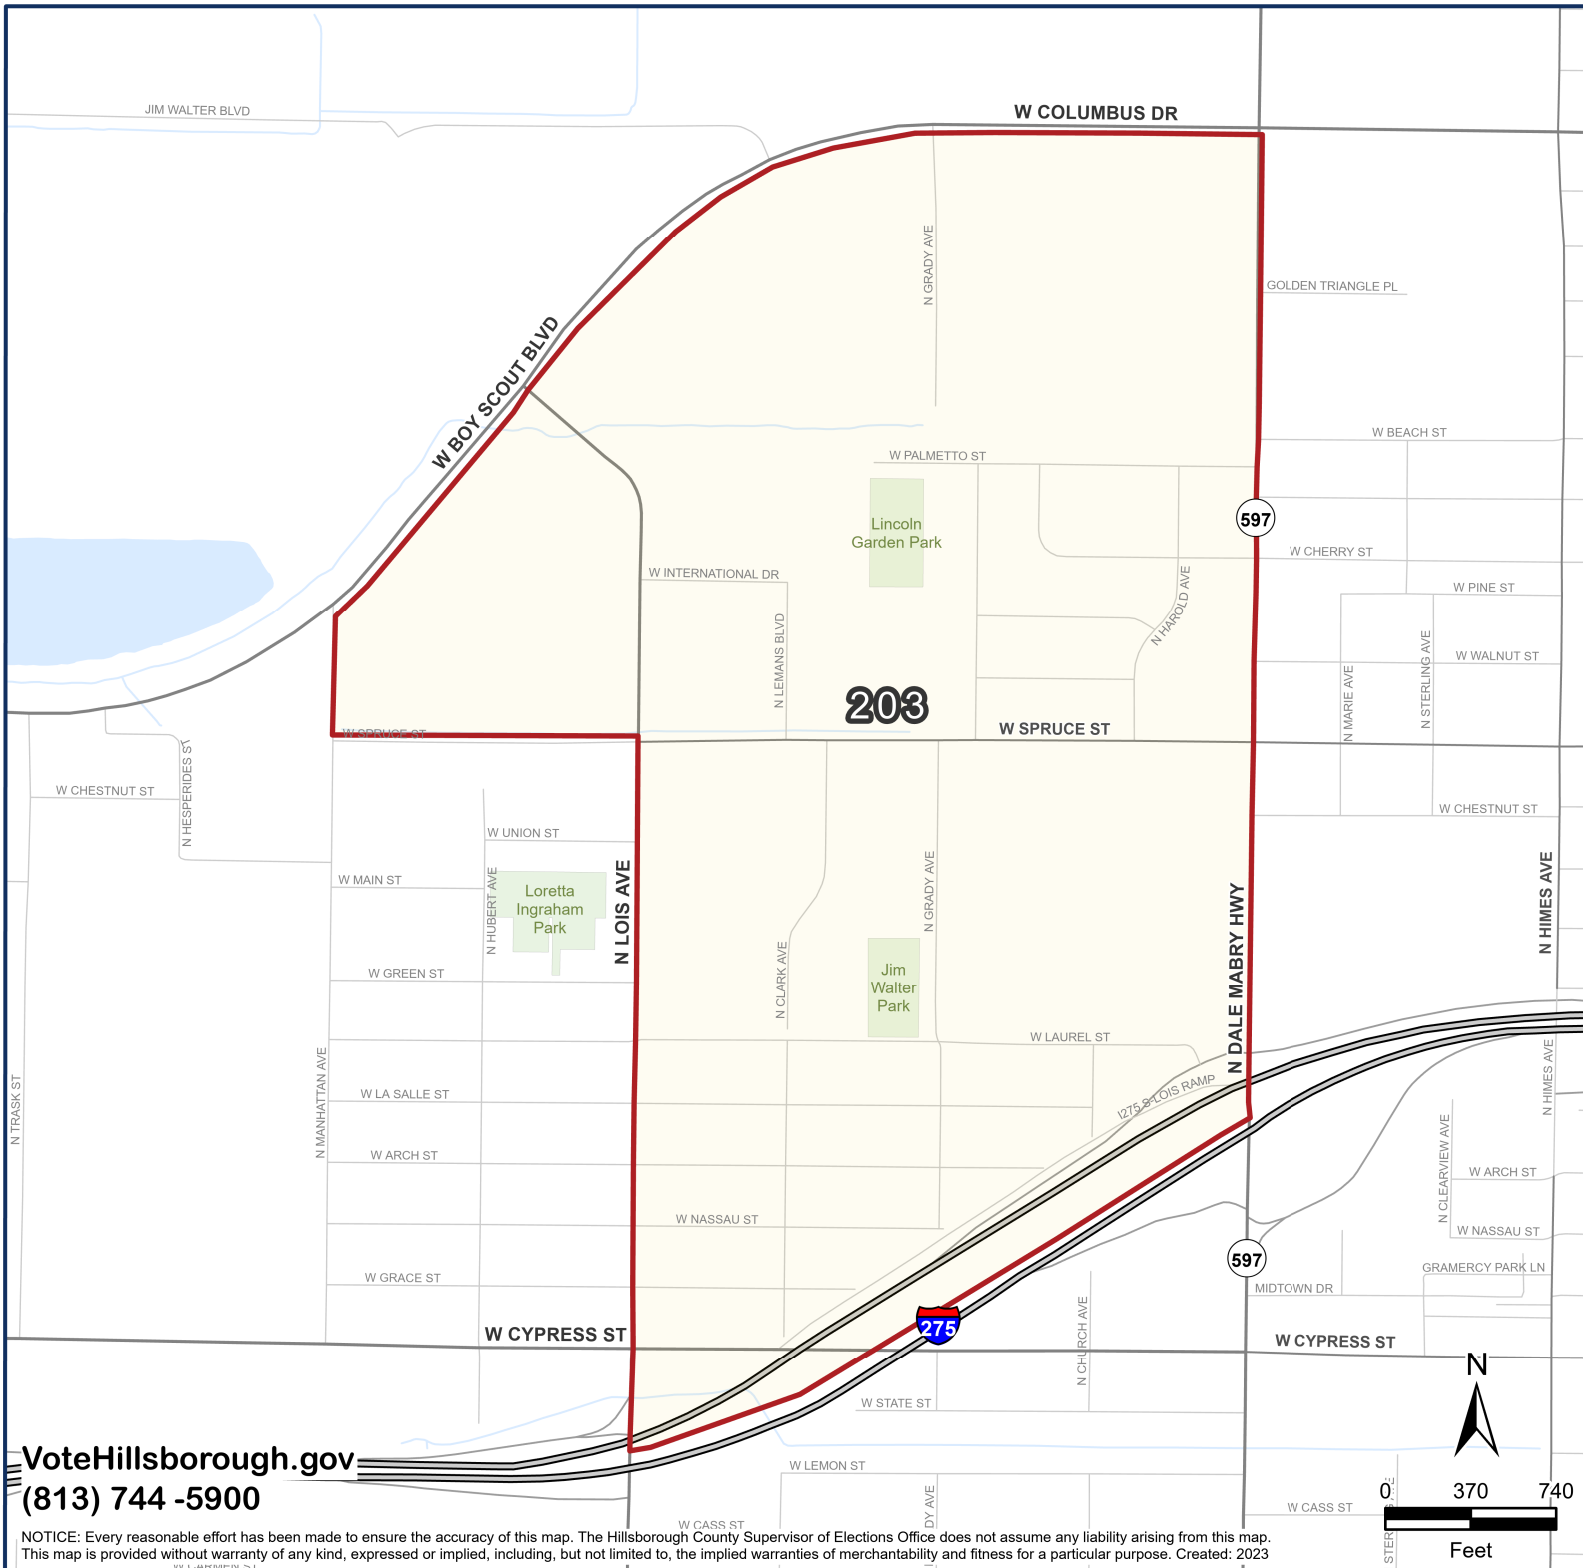 JIM WALTER BLVD
W COLUMBUS DR
N GRADY AVE
GOLDEN TRIANGLE PL
W BOY SCOUT BLVD
W BEACH ST
W PALMETTO ST
Lincoln
Garden Park
597
W CHERRY ST
W INTERNATIONAL DR
N HAROLD AVE
W PINE ST
N LEMANS BLVD
N STERLING AVE
W WALNUT ST
N MARIE AVE
203
W SPRUCE ST
W SPRUCE ST
N HESPERIDES ST
W CHESTNUT ST
W CHESTNUT ST
W UNION ST
W MAIN ST
N HUBERT AVE
Loretta
Ingraham
Park
N LOIS AVE
N GRADY AVE
N HIMES AVE
N DALE MABRY HWY
N CLARK AVE
Jim
Walter
Park
W GREEN ST
W LAUREL ST
N TRASK ST
N MANHATTAN AVE
W LA SALLE ST
I275 S-LOIS RAMP
N HIMES AVE
W ARCH ST
N CLEARVIEW AVE
W ARCH ST
W NASSAU ST
W NASSAU ST
597
W GRACE ST
GRAMERCY PARK LN
MIDTOWN DR
275
W CYPRESS ST
N CHURCH AVE
W CYPRESS ST
N
W STATE ST
VoteHillsborough.gov
(813) 744 -5900
W LEMON ST
0 370 740
W CASS ST
W CASS ST
Feet
NOTICE: Every reasonable effort has been made to ensure the accuracy of this map. The Hillsborough County Supervisor of Elections Office does not assume any liability arising from this map.
This map is provided without warranty of any kind, expressed or implied, including, but not limited to, the implied warranties of merchantability and fitness for a particular purpose. Created: 2023